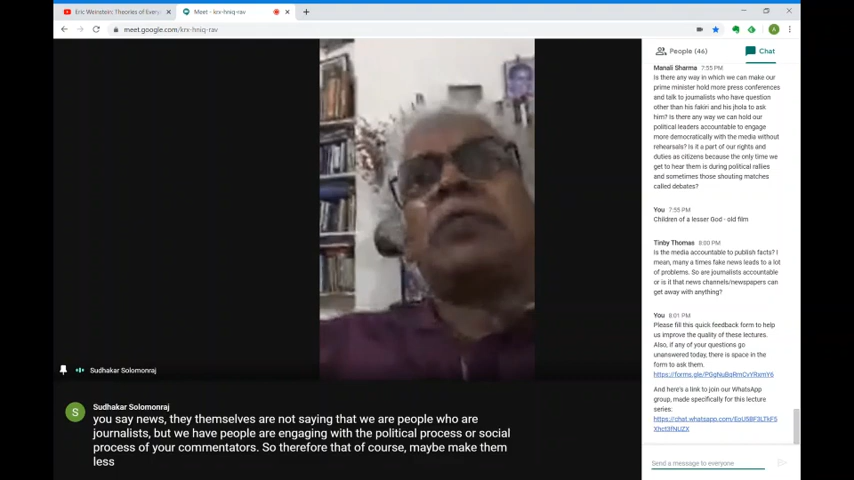 Eric Weinstein: Theories of Every
Meet - krv-hniq-rav
meet.google.com/krv-hniq-rav
People (46)
Chat
Manali Sharma 7:55 PM
Is there any way in which we can make our
prime minister hold more press conferences
and talk to journalists who have question
other than his fakiri and his jhola to ask
him? Is there any way we can hold our
political leaders accountable to engage
more democratically with the media without
rehearsals? Is it a part of our rights and
duties as citizens because the only time we
get to hear them is during political rallies
and sometimes those shouting matches
called debates?
You 7:55 PM
Children of a lesser God - old film
Tinby Thomas 8:00 PM
Is the media accountable to publish facts? I
mean, many a times fake news leads to a lot
of problems. So are journalists accountable
or is it that news channels/newspapers can
get away with anything?
You 8:01 PM
Please fill this quick feedback form to help
us improve the quality of these lectures.
Also, if any of your questions go
unanswered today, there is space in the
form to ask them.
And here's a link to join our WhatsApp
group, made specifically for this lecture
series:
Send a message to everyone
Sudhakar Solomonraj
S
Sudhakar Solomonraj
you say news, they themselves are not saying that we are people who are
journalists, but we have people are engaging with the political process or social
process of your commentators. So therefore that of course, maybe make them
less